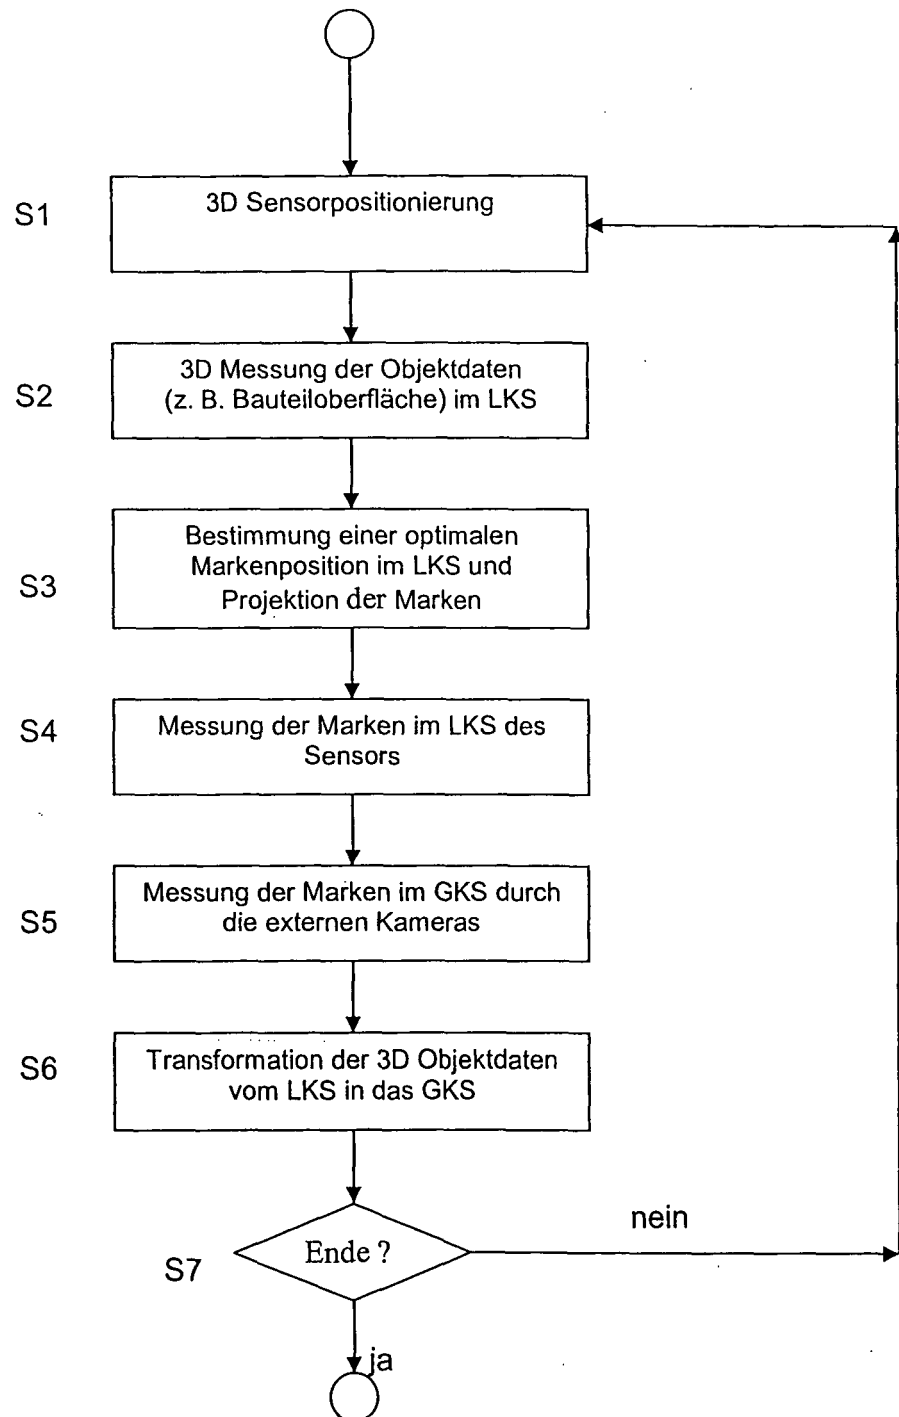 S1
3D Sensorpositionierung
S2
3D Messung der Objektdaten
(z. B. Bauteiloberfläche) im LKS
S3
Bestimmung einer optimalen
Markenposition im LKS und
Projektion der Marken
S4
Messung der Marken im LKS des
Sensors
S5
Messung der Marken im GKS durch
die externen Kameras
S6
Transformation der 3D Objektdaten
vom LKS in das GKS
S7
Ende ?
nein
ja